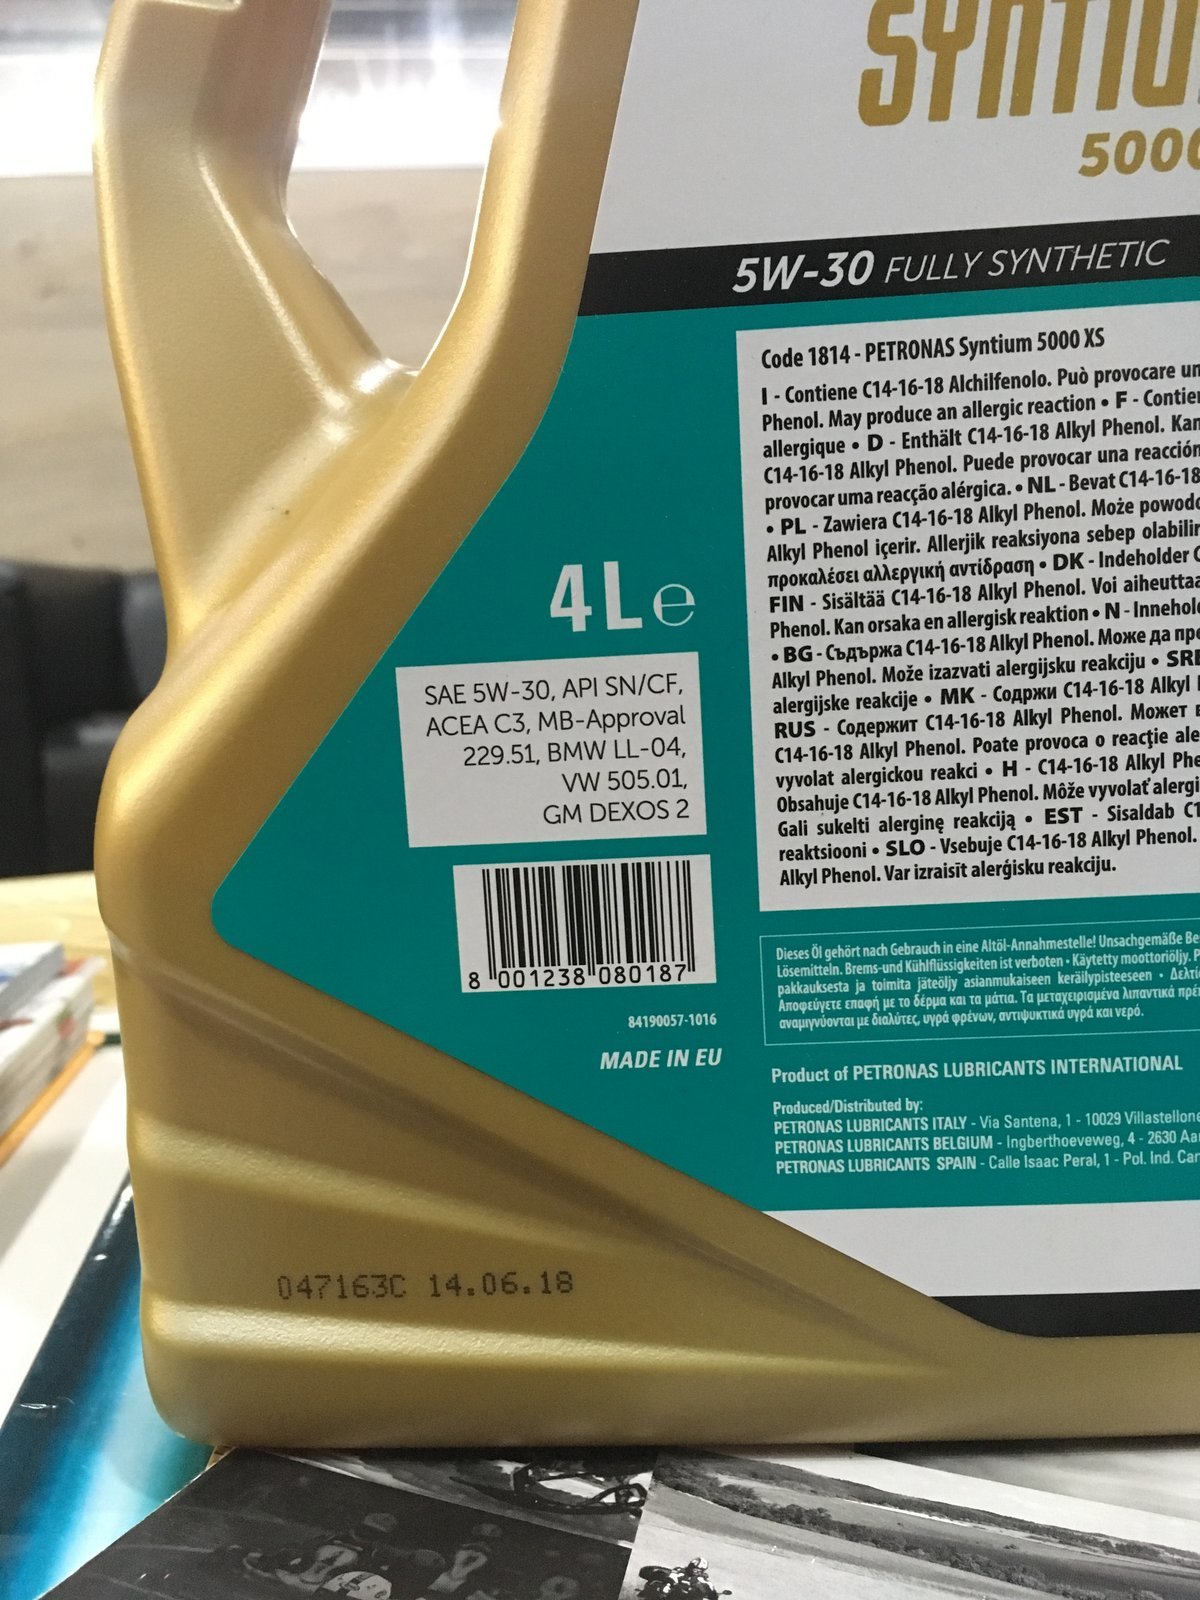 SYNTIU
500
5W-30 FULLY SYNTHETIC
Code 1814 - PETRONAS Syntium 5000 XS
I - Contiene C14-16-18 Alchilfenolo. Può provocare un
Phenol. May produce an allergic reaction • F - Contie
allergique • D - Enthält C14-16-18 Alkyl Phenol. Kan
C14-16-18 Alkyl Phenol. Puede provocar una reacción
provocar uma reacção alérgica. • NL - Bevat C14-16-18
• PL - Zawiera C14-16-18 Alkyl Phenol. Może powodo
Alkyl Phenol içerir. Allerjik reaksiyona sebep olabilir
προκαλέσει αλλεργική αντίδραση • DK - Indeholder C
FIN - Sisältää C14-16-18 Alkyl Phenol. Voi aiheuttaa
Phenol. Kan orsaka en allergisk reaktion • N - Innehol
• BG - Съдържа C14-16-18 Alkyl Phenol. Може да пре
Alkyl Phenol. Može izazvati alergijsku reakciju • SRB
alergijske reakcije • MK - Содржи C14-16-18 Alkyl
RUS - Содержит C14-16-18 Alkyl Phenol. Может
C14-16-18 Alkyl Phenol. Poate provoca o reacţie ale
vyvolat alergickou reakci • H - C14-16-18 Alkyl Phe
Obsahuje C14-16-18 Alkyl Phenol. Môže vyvolať alergi
Gali sukelti alerginę reakciją • EST - Sisaldab C1
reaktsiooni • SLO - Vsebuje C14-16-18 Alkyl Phenol.
Alkyl Phenol. Var izraisīt alerģisku reakciju.
4L e
SAE 5W-30, API SN/CF,
ACEA C3, MB-Approval
229.51, BMW LL-04,
VW 505.01,
GM DEXOS 2
8 001238 080187
84190057-1016
MADE IN EU
Dieses Öl gehört nach Gebrauch in eine Altöl-Annahmestelle! Unsachgemäße Be
Lösemitteln. Brems-und Kühlflüssigkeiten ist verboten • Käytetty moottoriöljy. P
pakkauksesta ja toimita jäteöljy asianmukaiseen keräilypisteeseen • Δελτ
Αποφεύγετε επαφή με το δέρμα και τα μάτια. Τα μεταχειρισμένα λιπαντικά πρέ
αναμιγνύονται με διαλύτες, υγρά φρένων, αντιψυκτικά υγρά και νερό.
Product of PETRONAS LUBRICANTS INTERNATIONAL
Produced/Distributed by:
PETRONAS LUBRICANTS ITALY - Via Santena, 1 - 10029 Villastellone
PETRONAS LUBRICANTS BELGIUM - Ingberthoeveweg, 4 - 2630 Aa
PETRONAS LUBRICANTS SPAIN - Calle Isaac Peral, 1 - Pol. Ind. Ca
047163C 14.06.18